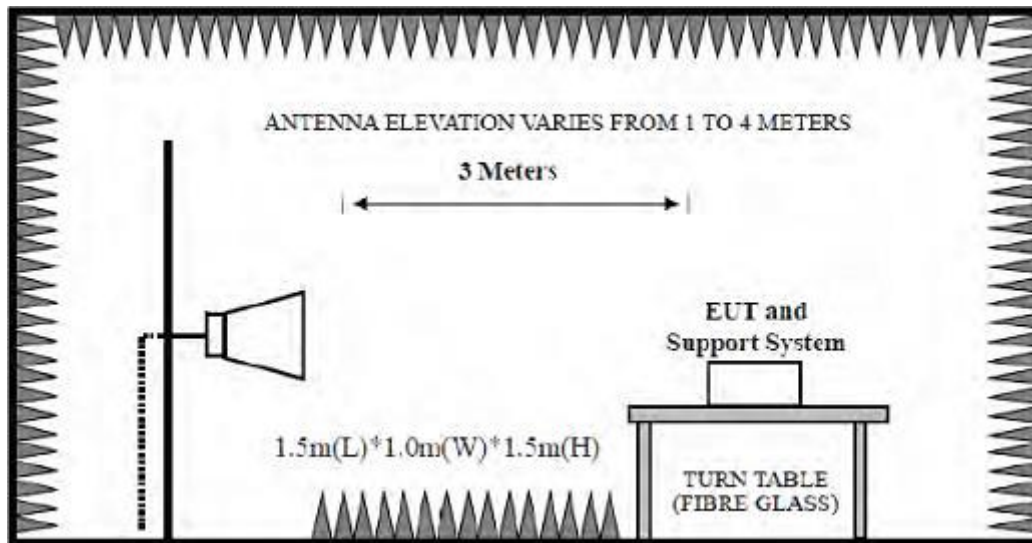 ANTENNA ELEVATION VARIES FROM 1 TO 4 METERS
3 Meters
EUT and
Support System
1.5m(L)*1.0m(W)*1.5m(H)
TURN TABLE
(FIBRE GLASS)